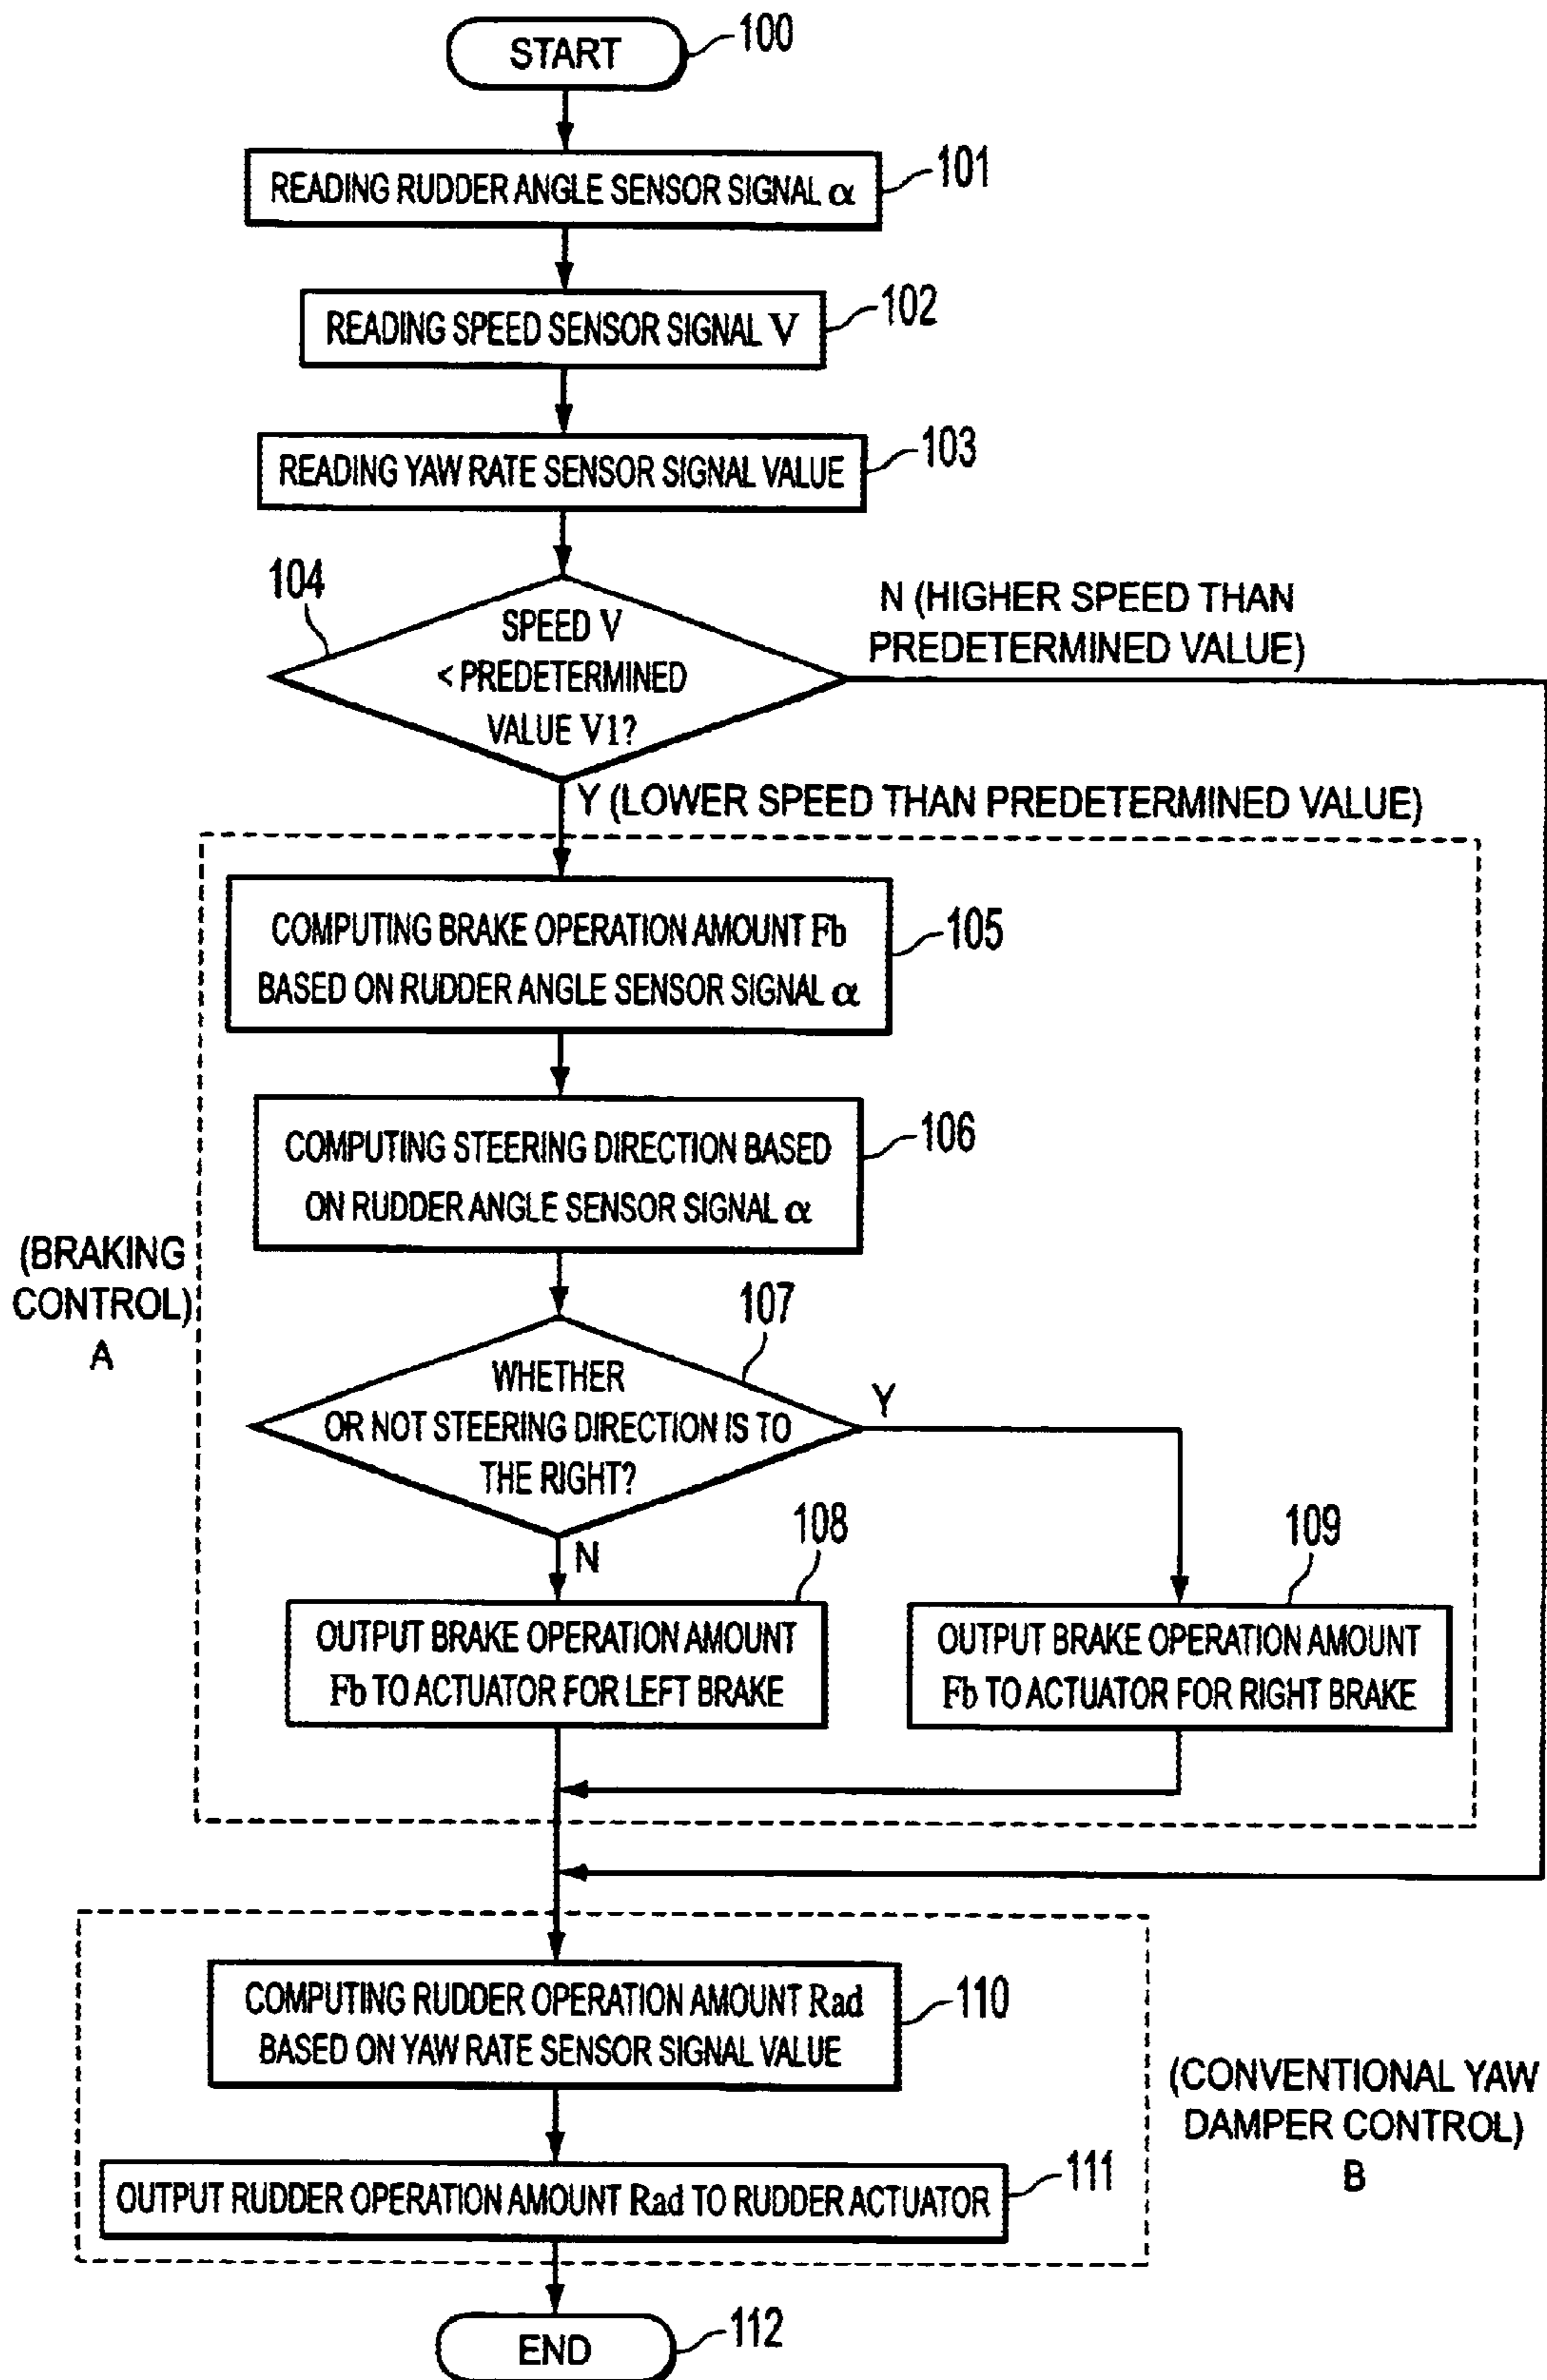 START
100
READING RUDDER ANGLE SENSOR SIGNAL α
101
READING SPEED SENSOR SIGNAL V
102
READING YAW RATE SENSOR SIGNAL VALUE
103
104
SPEED V
< PREDETERMINED
VALUE V1?
N (HIGHER SPEED THAN
PREDETERMINED VALUE)
Y (LOWER SPEED THAN PREDETERMINED VALUE)
COMPUTING BRAKE OPERATION AMOUNT Fb
BASED ON RUDDER ANGLE SENSOR SIGNAL α
105
COMPUTING STEERING DIRECTION BASED
ON RUDDER ANGLE SENSOR SIGNAL α
106
(BRAKING
CONTROL)
A
107
WHETHER
OR NOT STEERING DIRECTION IS TO
THE RIGHT?
Y
N
108
OUTPUT BRAKE OPERATION AMOUNT
Fb TO ACTUATOR FOR LEFT BRAKE
109
OUTPUT BRAKE OPERATION AMOUNT
Fb TO ACTUATOR FOR RIGHT BRAKE
COMPUTING RUDDER OPERATION AMOUNT Rad
BASED ON YAW RATE SENSOR SIGNAL VALUE
110
(CONVENTIONAL YAW
DAMPER CONTROL)
B
OUTPUT RUDDER OPERATION AMOUNT Rad TO RUDDER ACTUATOR
111
END
112